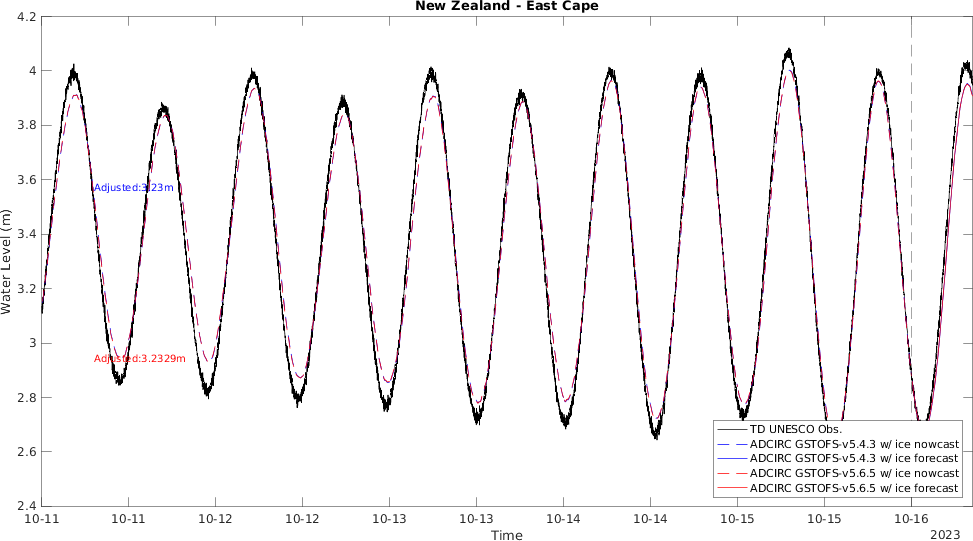 New Zealand - East Cape
4.2
4
3.8
3.6
3.4
3.2
3
2.8
2.6
2.4
Water Level (m)
Adjusted:3.23m
Adjusted:3.2329m
TD UNESCO Obs.
ADCIRC GSTOFS-v5.4.3 w/ ice nowcast
ADCIRC GSTOFS-v5.4.3 w/ ice forecast
ADCIRC GSTOFS-v5.6.5 w/ ice nowcast
ADCIRC GSTOFS-v5.6.5 w/ ice forecast
10-11 10-11 10-12 10-12 10-13 10-13 10-14 10-14 10-15 10-15 10-16
Time
2023